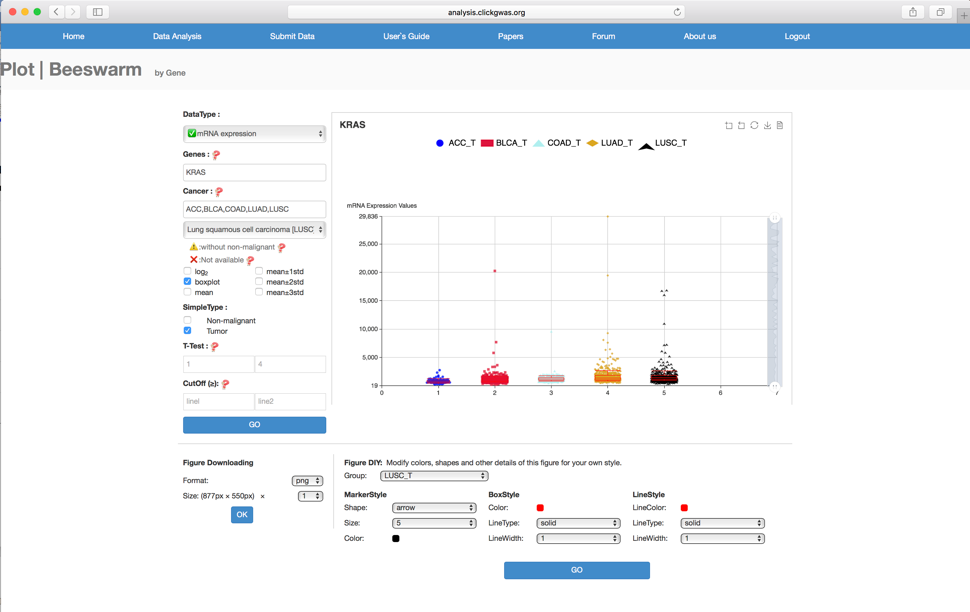 analysis.clickgwas.org
Home Data Analysis Submit Data User's Guide Papers Forum About us Logout
Plot | Beeswarm by Gene
DataType :
✅mRNA expression
Genes : ❓
KRAS
Cancer : ❓
ACC,BLCA,COAD,LUAD,LUSC
Lung squamous cell carcinoma [LUSC]
⚠️:without non-malignant ❓
❌:Not available ❓
log₂ mean±1std
boxplot mean±2std
mean mean±3std
SimpleType :
Non-malignant
Tumor
T-Test : ❓
1 4
CutOff (≥): ❓
line1 line2
GO
KRAS
ACC_T BLCA_T COAD_T LUAD_T LUSC_T
mRNA Expression Values
29,836
25,000
20,000
15,000
10,000
5,000
19
0 1 2 3 4 5 6 7
Figure Downloading
Format: png
Size: (877px × 550px) × 1
OK
Figure DIY: Modify colors, shapes and other details of this figure for your own style.
Group: LUSC_T
MarkerStyle BoxStyle LineStyle
Shape: arrow Color: LineColor:
Size: 5 LineType: solid LineType: solid
Color: LineWidth: 1 LineWidth: 1
GO